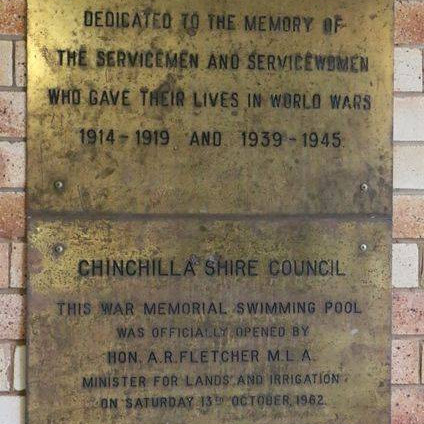 DEDICATED TO THE MEMORY OF
THE SERVICEMEN AND SERVICEWOMEN
WHO GAVE THEIR LIVES IN WORLD WARS
1914-1919 AND 1939-1945.
CHINCHILLA SHIRE COUNCIL
THIS WAR MEMORIAL SWIMMING POOL
WAS OFFICIALLY OPENED BY
HON. A.R.FLETCHER M.L.A.
MINISTER FOR LANDS AND IRRIGATION
ON SATURDAY 13TH OCTOBER, 1962.